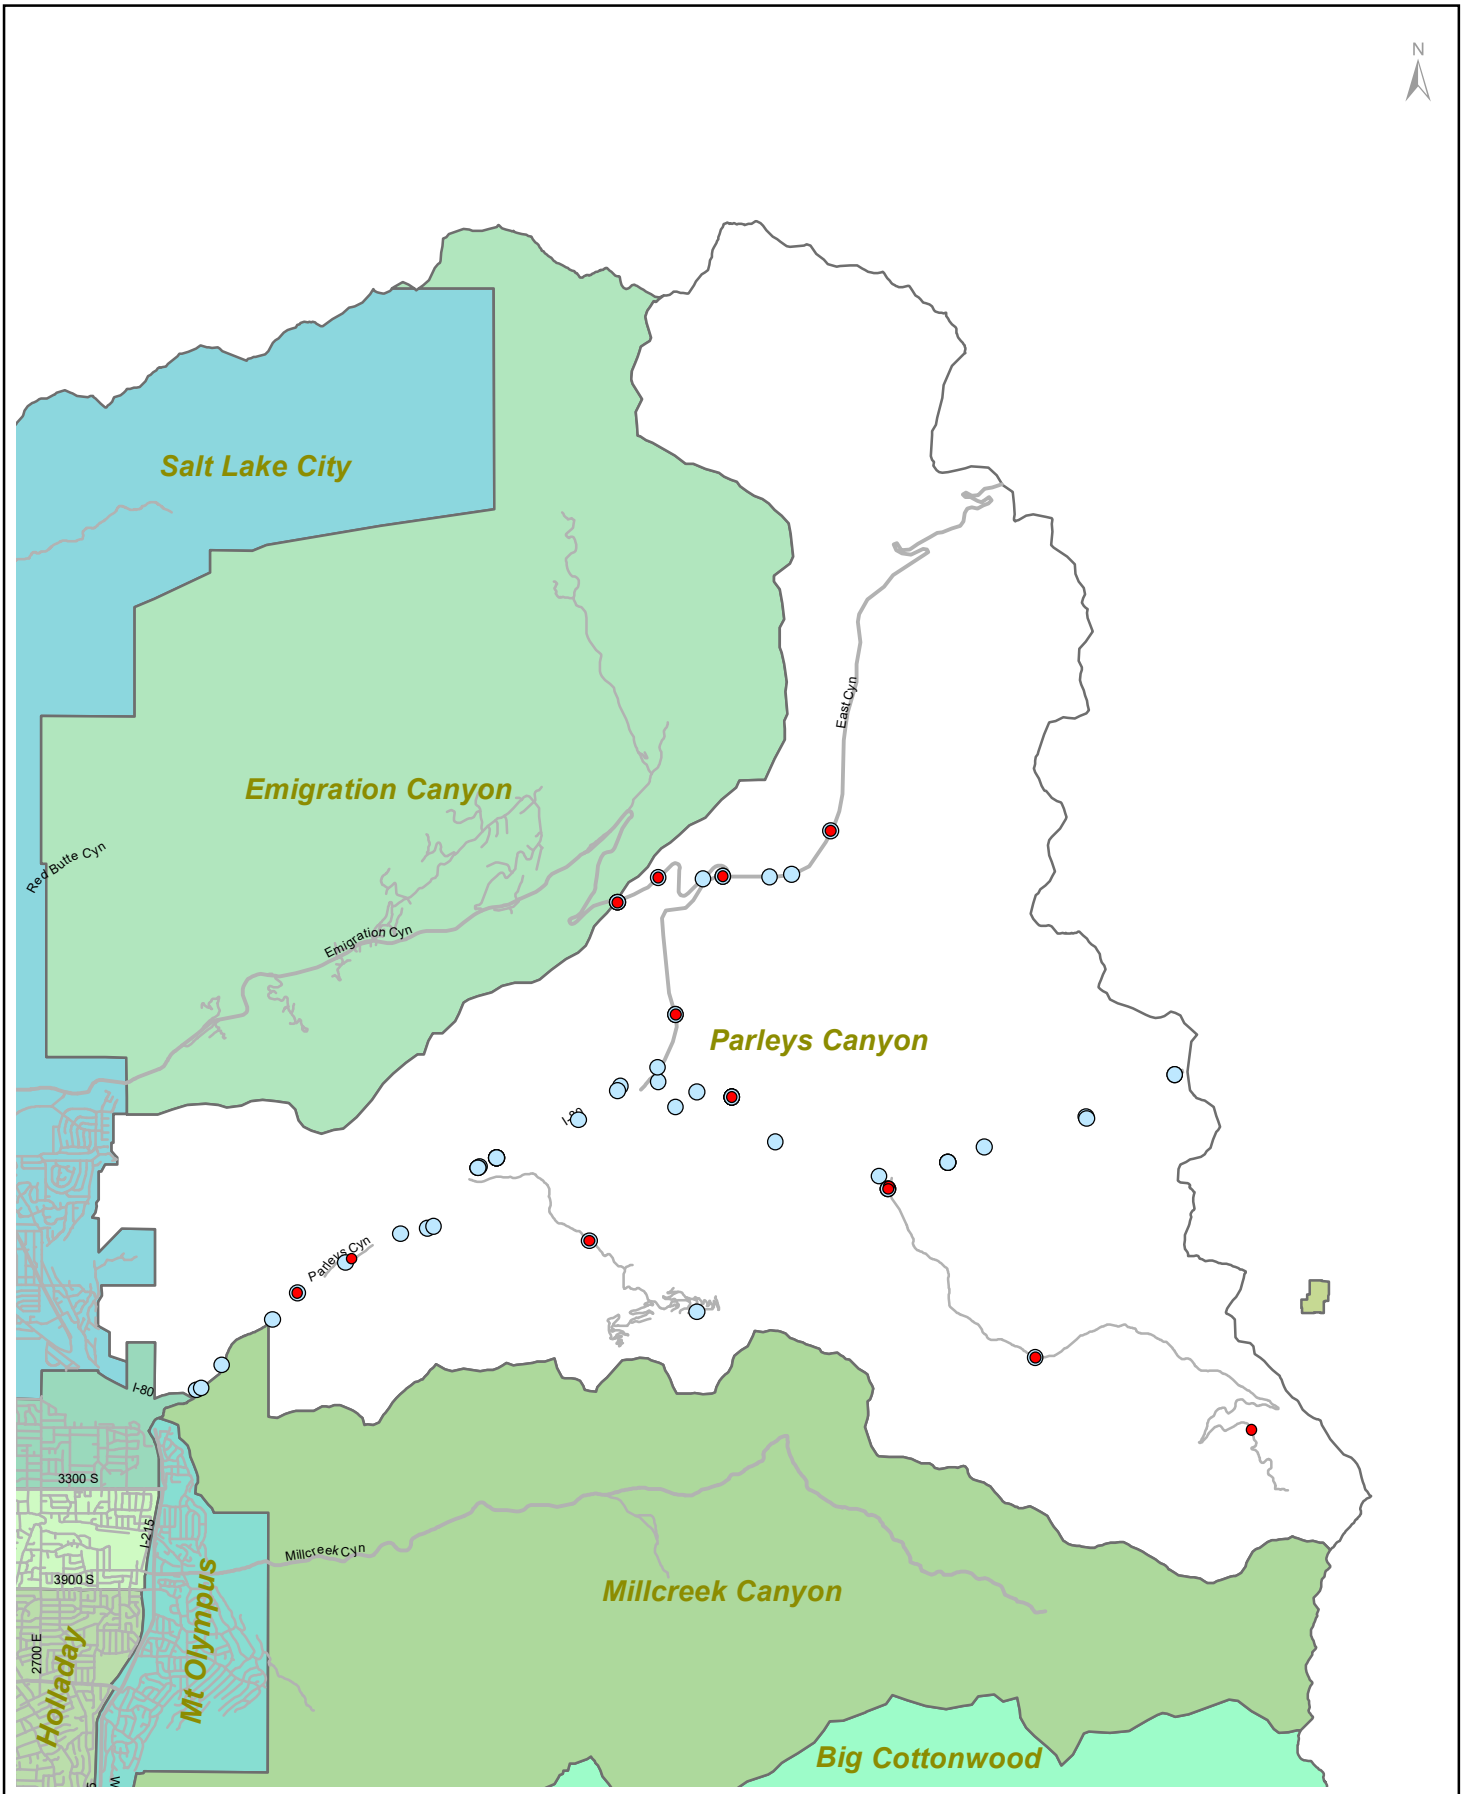 N
Salt Lake City
East Cyn
Emigration Canyon
Red Butte Cyn
Emigration Cyn
Parleys Canyon
I-80
Parleys Cyn
I-80
3300 S
I-215
Millcreek Cyn
3900 S
Millcreek Canyon
2700 E
Holladay
Mt Olympus
Big Cottonwood
S
W